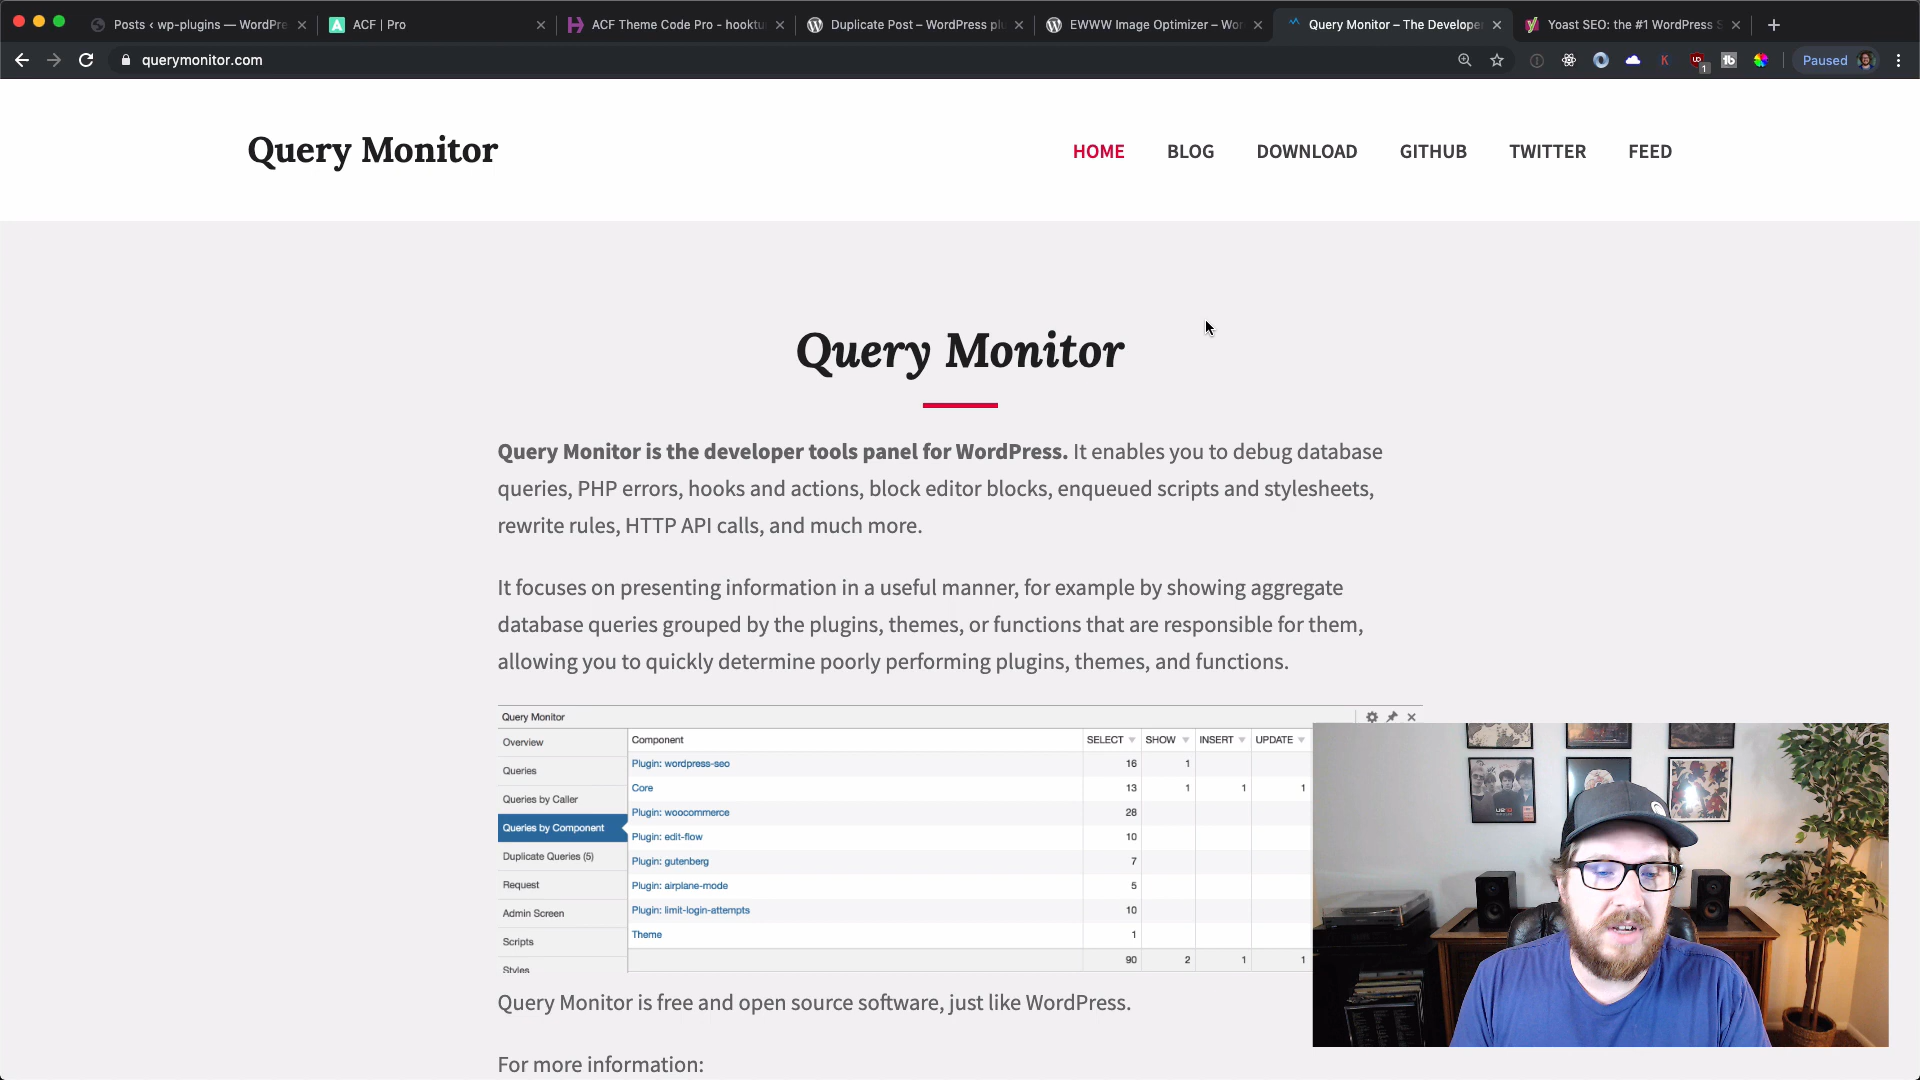 Posts ‹ wp-plugins — WordPre
ACF | Pro
ACF Theme Code Pro - hooktu
Duplicate Post – WordPress plu
EWWW Image Optimizer – Wor
Query Monitor – The Developer
Yoast SEO: the #1 WordPress S
querymonitor.com
Paused
Query Monitor
HOME
BLOG
DOWNLOAD
GITHUB
TWITTER
FEED
Query Monitor
Query Monitor is the developer tools panel for WordPress. It enables you to debug database
queries, PHP errors, hooks and actions, block editor blocks, enqueued scripts and stylesheets,
rewrite rules, HTTP API calls, and much more.
It focuses on presenting information in a useful manner, for example by showing aggregate
database queries grouped by the plugins, themes, or functions that are responsible for them,
allowing you to quickly determine poorly performing plugins, themes, and functions.
Query Monitor
Overview
Queries
Queries by Caller
Queries by Component
Duplicate Queries (5)
Request
Admin Screen
Scripts
Styles
Component SELECT SHOW INSERT UPDATE
Plugin: wordpress-seo 16 1
Core 13 1 1 1
Plugin: woocommerce 28
Plugin: edit-flow 10
Plugin: gutenberg 7
Plugin: airplane-mode 5
Plugin: limit-login-attempts 10
Theme 1
90 2 1 1
Query Monitor is free and open source software, just like WordPress.
For more information: